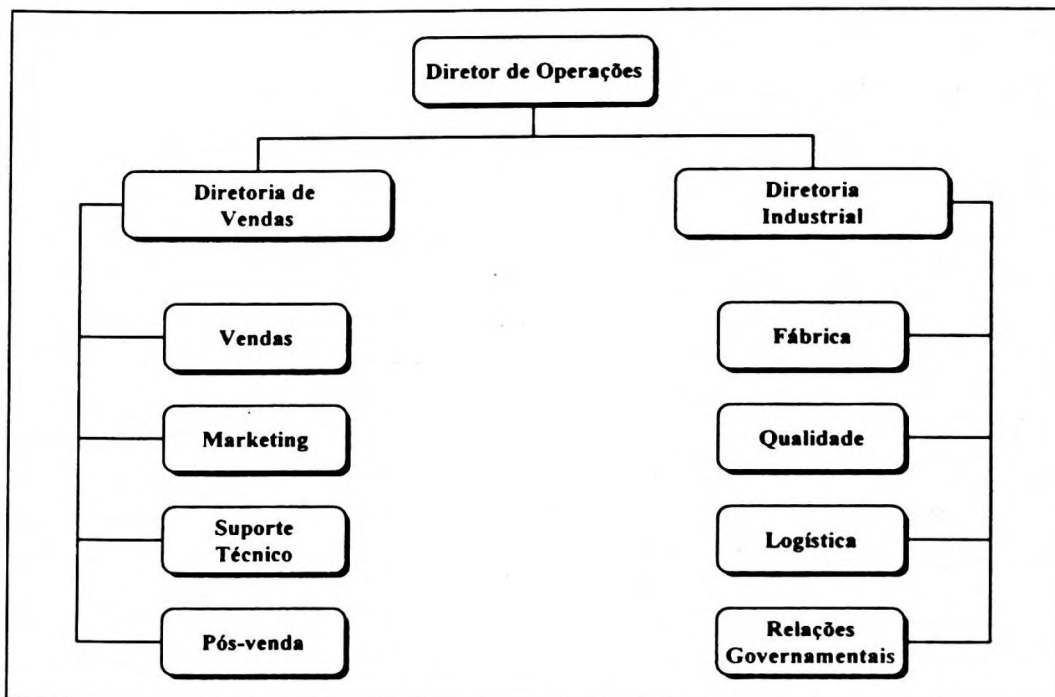 Diretor de Operações
Diretoria de
Vendas
Diretoria
Industrial
Vendas
Fábrica
Marketing
Qualidade
Suporte
Técnico
Logística
Pós-venda
Relações
Governamentais